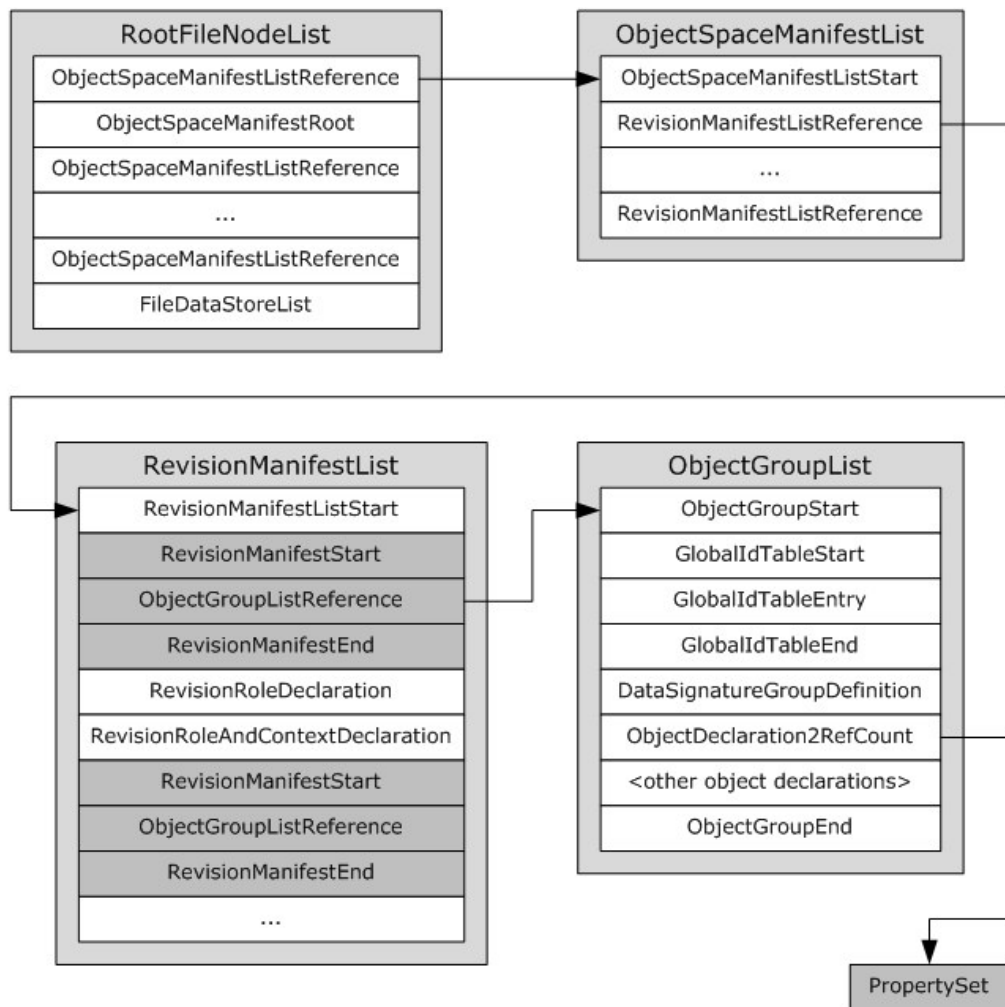 RootFileNodeList
ObjectSpaceManifestListReference
ObjectSpaceManifestRoot
ObjectSpaceManifestListReference
...
ObjectSpaceManifestListReference
FileDataStoreList
ObjectSpaceManifestList
ObjectSpaceManifestListStart
RevisionManifestListReference
...
RevisionManifestListReference
RevisionManifestList
RevisionManifestListStart
RevisionManifestStart
ObjectGroupListReference
RevisionManifestEnd
RevisionRoleDeclaration
RevisionRoleAndContextDeclaration
RevisionManifestStart
ObjectGroupListReference
RevisionManifestEnd
...
ObjectGroupList
ObjectGroupStart
GlobalIdTableStart
GlobalIdTableEntry
GlobalIdTableEnd
DataSignatureGroupDefinition
ObjectDeclaration2RefCount
<other object declarations>
ObjectGroupEnd
PropertySet